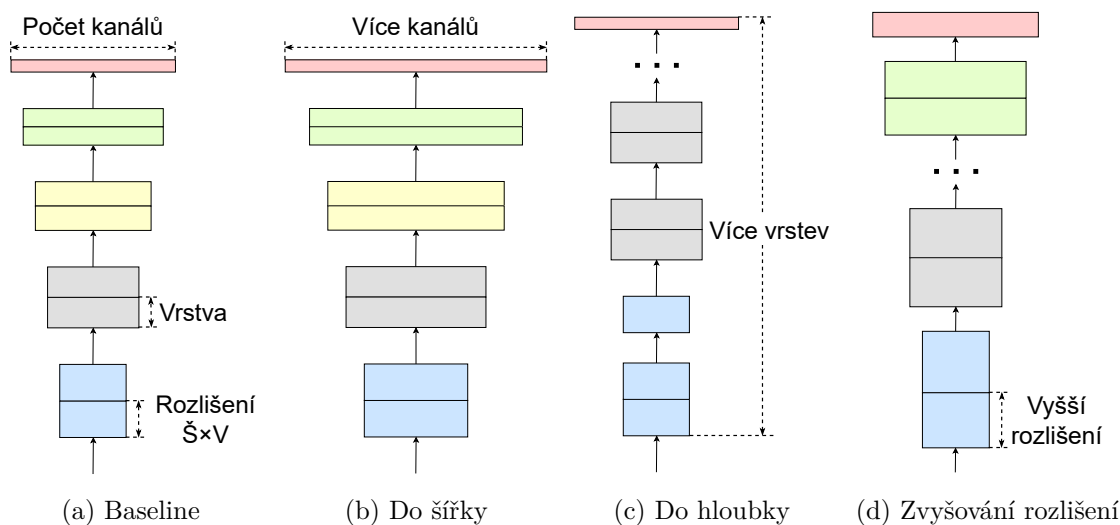 Počet kanálů
Vrstva
Rozlišení
Š×V
(a) Baseline
Více kanálů
(b) Do šířky
Více vrstev
(c) Do hloubky
Vyšší
rozlišení
(d) Zvyšování rozlišení